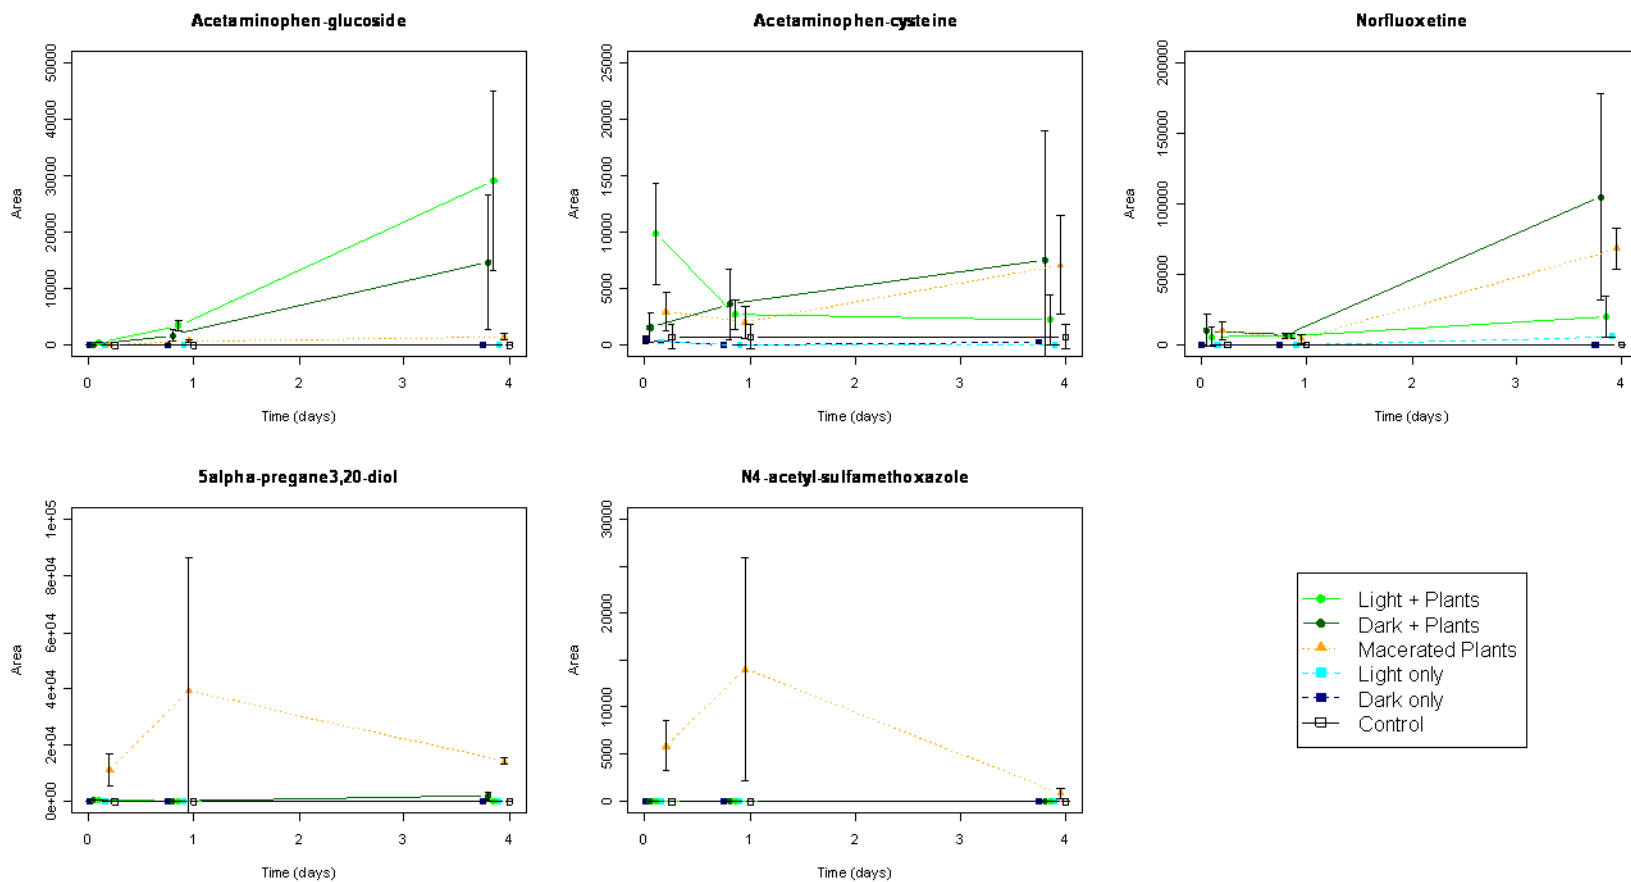 Acetaminophen-glucoside
Area
0
10000
20000
30000
40000
50000
0 1 2 3 4
Time (days)
Acetaminophen-cysteine
Area
0
5000
10000
15000
20000
25000
0 1 2 3 4
Time (days)
Norfluoxetine
Area
0
50000
100000
150000
200000
0 1 2 3 4
Time (days)
5alpha-pregane3,20-diol
Area
0e+00
2e+04
4e+04
6e+04
8e+04
1e+05
0 1 2 3 4
Time (days)
N4-acetyl-sulfamethoxazole
Area
0
5000
10000
20000
30000
0 1 2 3 4
Time (days)
Light + Plants
Dark + Plants
Macerated Plants
Light only
Dark only
Control